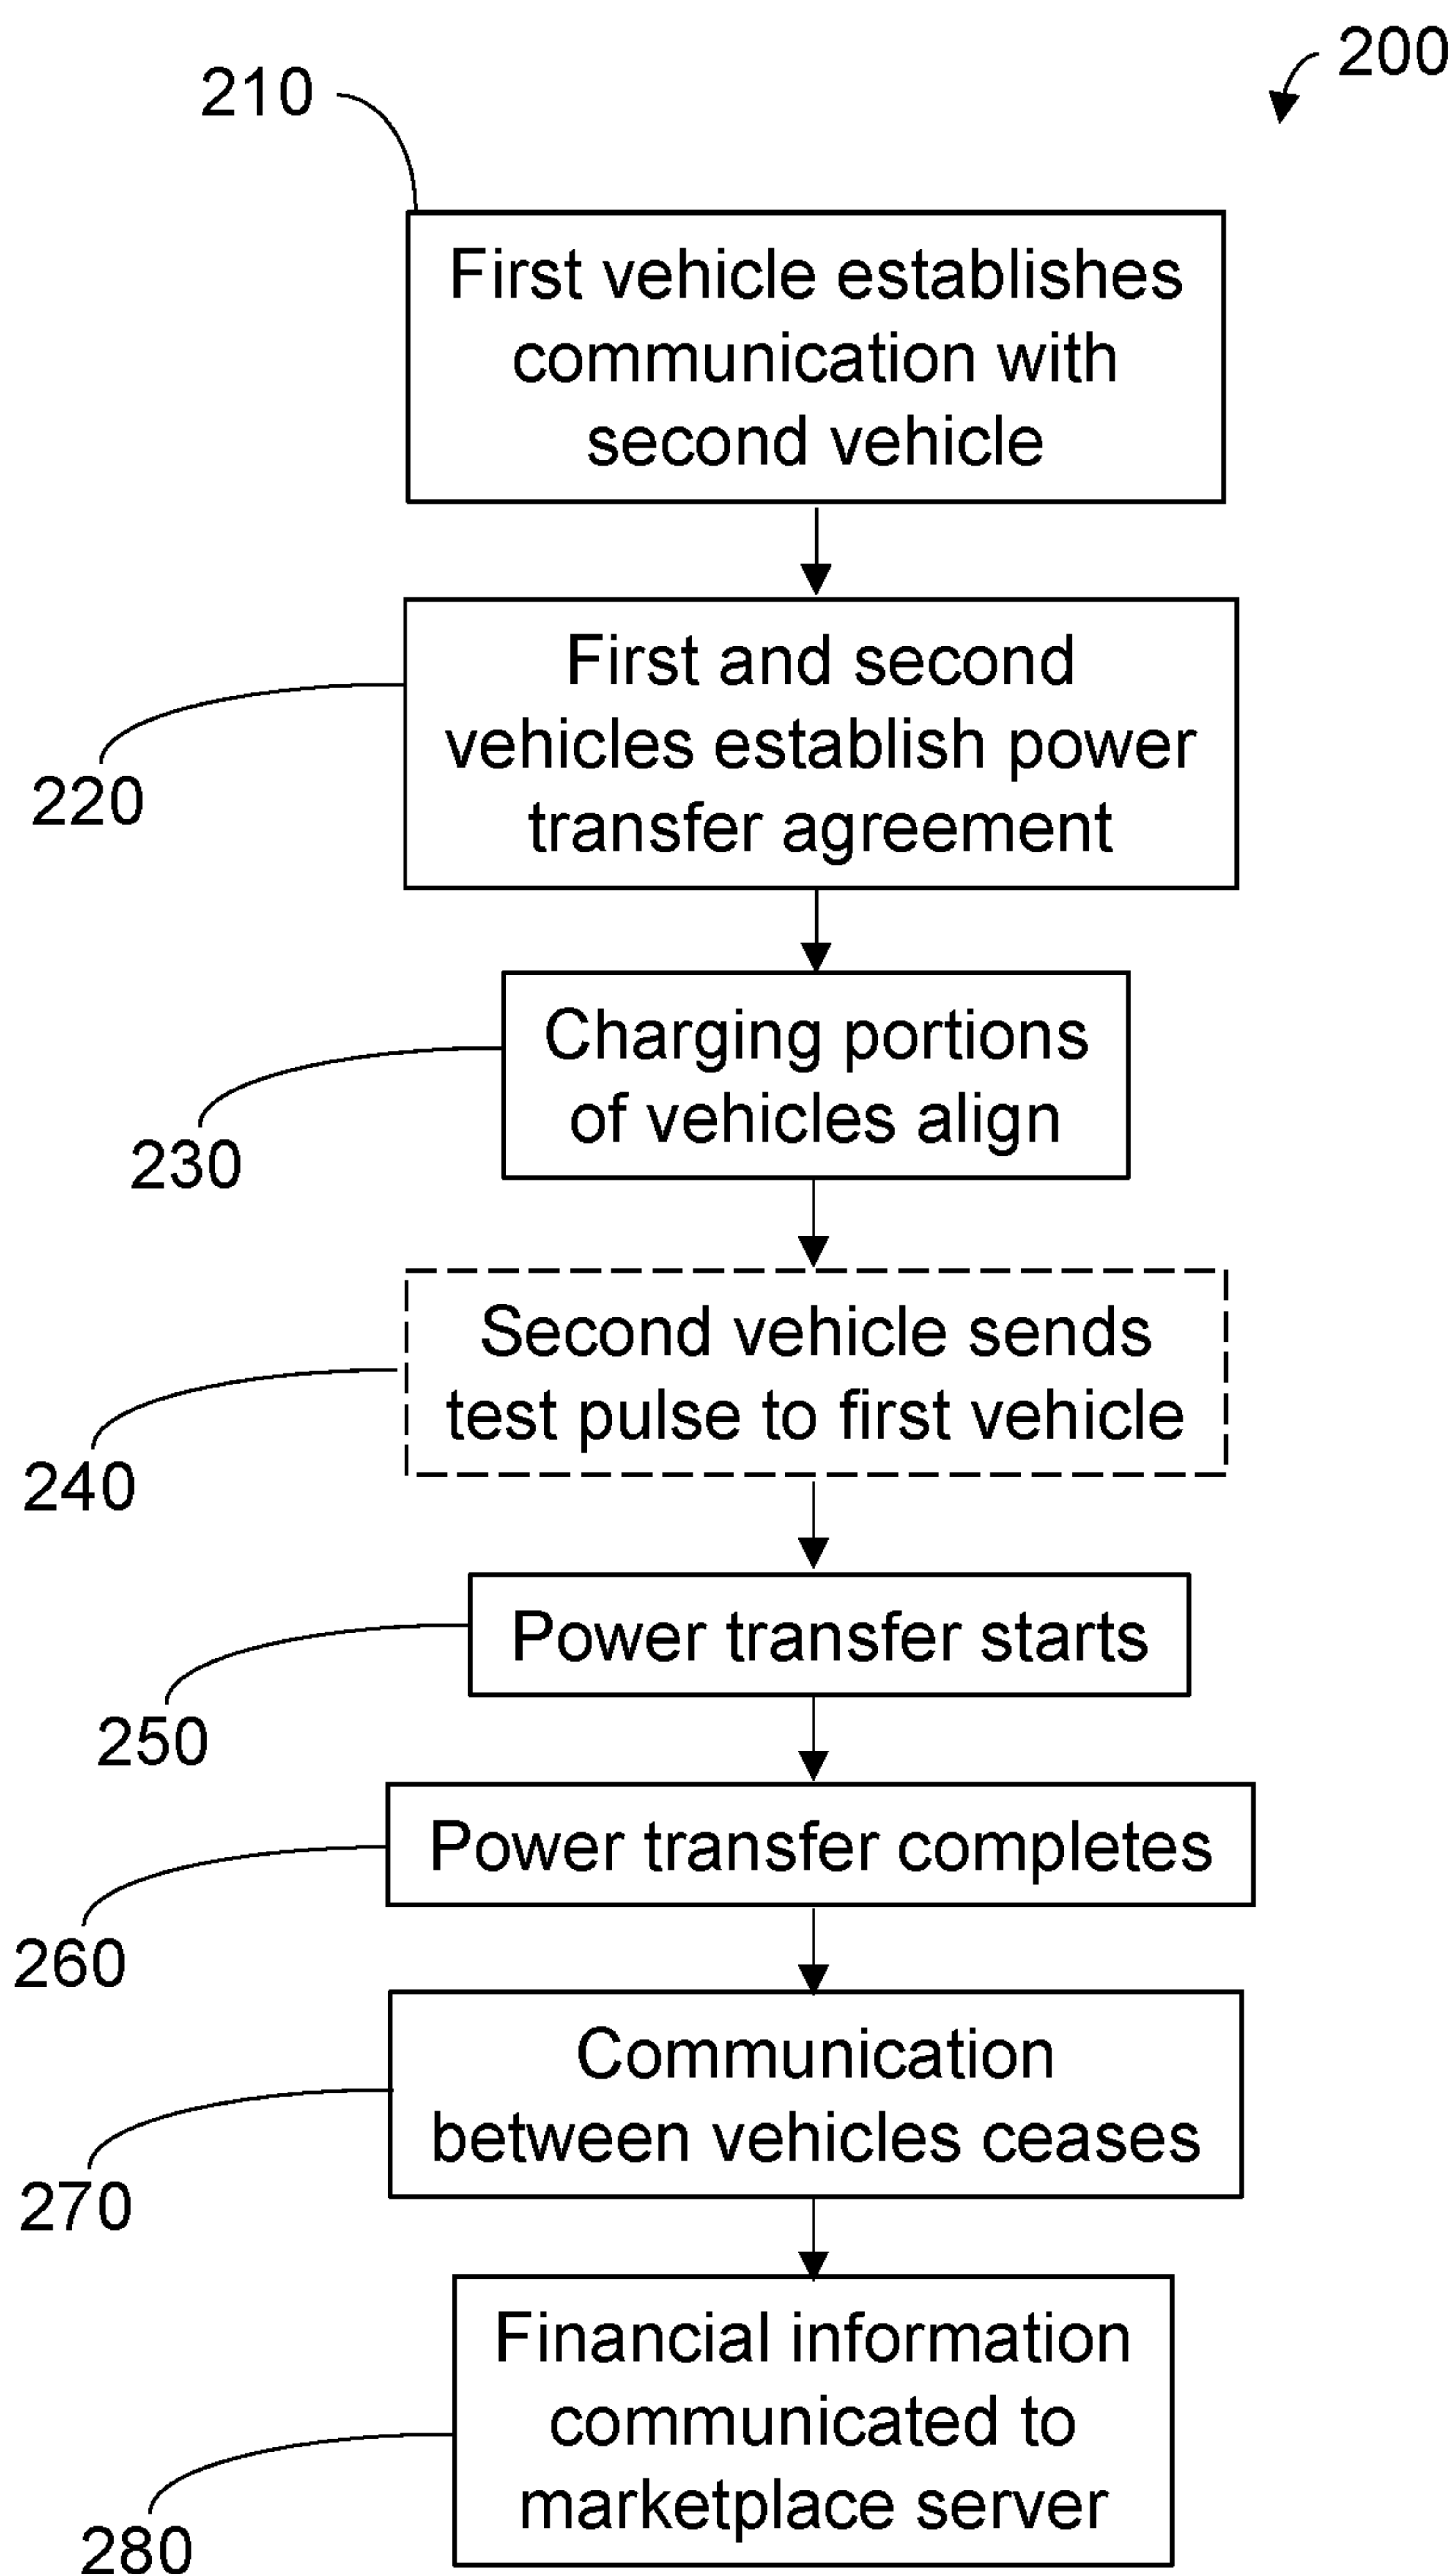 200
210
First vehicle establishes
communication with
second vehicle
First and second
vehicles establish power
transfer agreement
220
Charging portions
of vehicles align
230
Second vehicle sends
test pulse to first vehicle
240
Power transfer starts
250
Power transfer completes
260
Communication
between vehicles ceases
270
Financial information
communicated to
marketplace server
280